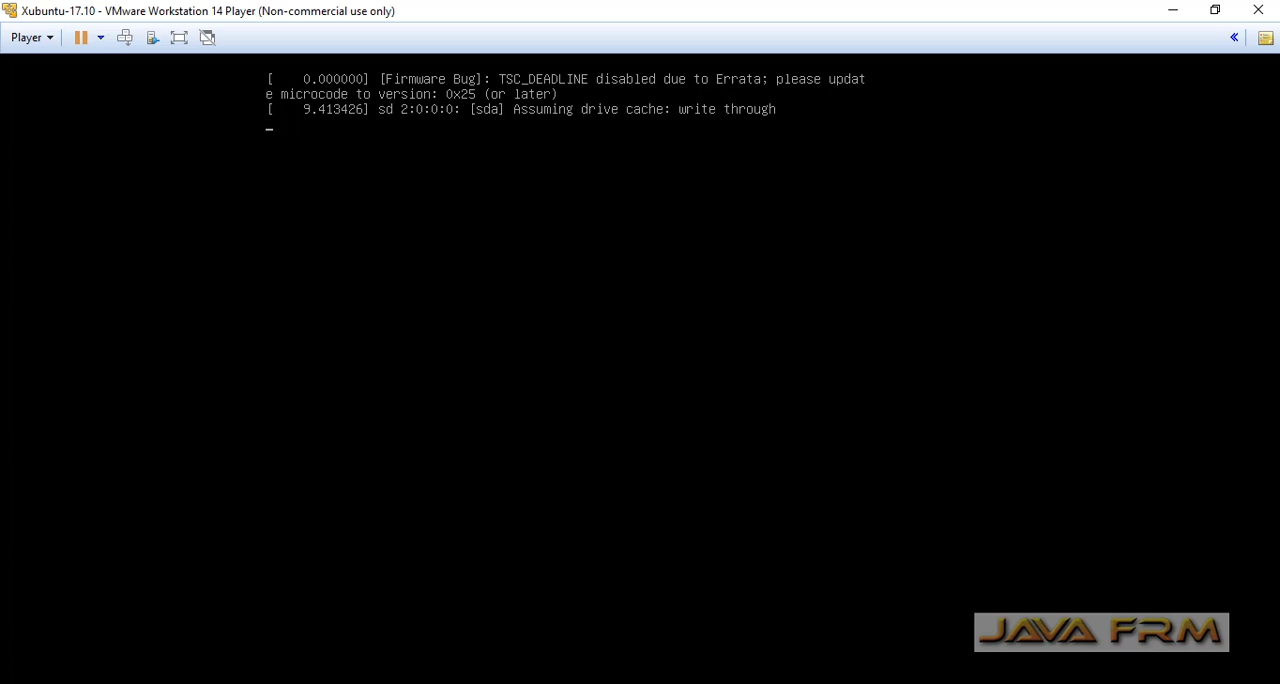 Xubuntu-17.10 - VMware Workstation 14 Player (Non-commercial use only)
Player
[    0.000000] [Firmware Bug]: TSC_DEADLINE disabled due to Errata; please updat
e microcode to version: 0x25 (or later)
[    9.413426] sd 2:0:0:0: [sda] Assuming drive cache: write through
JAVA FRM